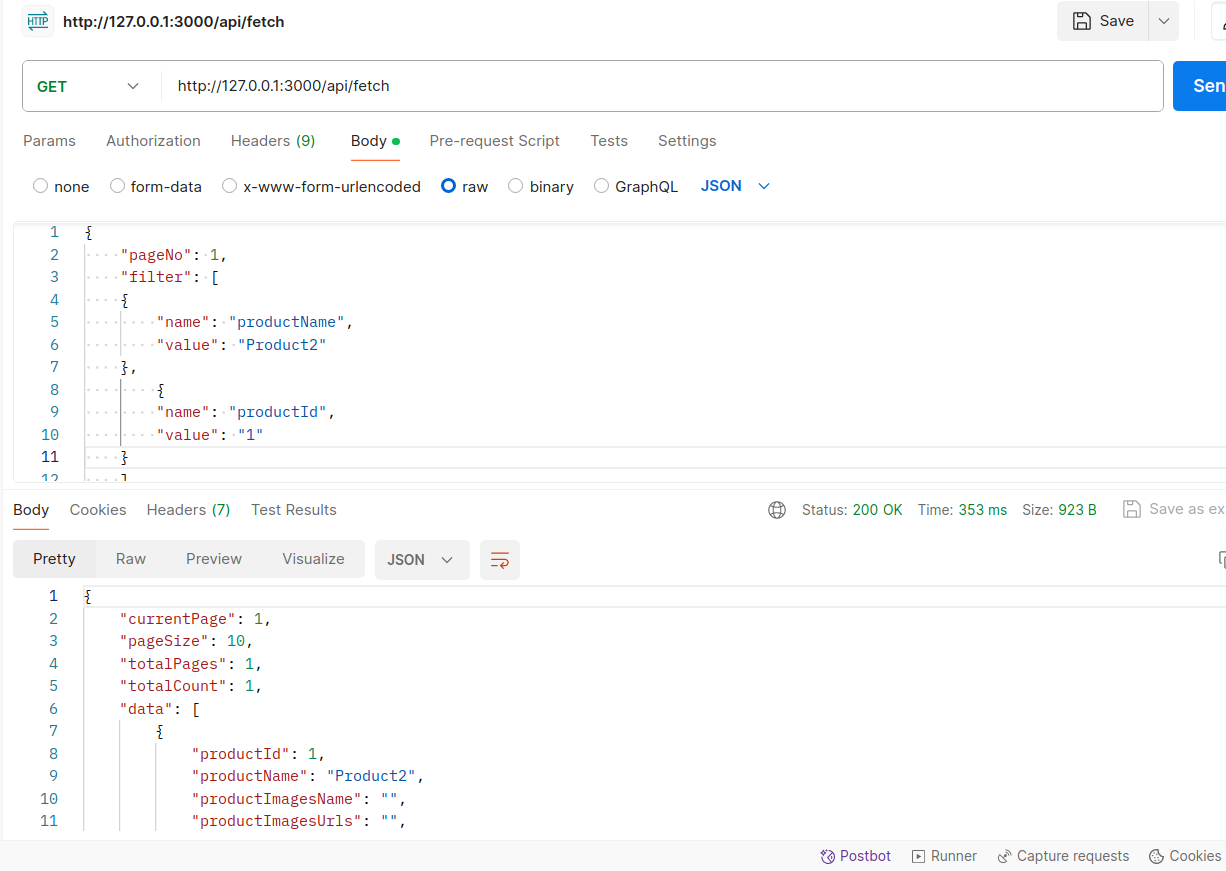 HTTP http://127.0.0.1:3000/api/fetch Save
GET http://127.0.0.1:3000/api/fetch Sen
Params Authorization Headers (9) Body Pre-request Script Tests Settings
none form-data x-www-form-urlencoded raw binary GraphQL JSON
1 {
2 "pageNo": 1,
3 "filter": [
4 {
5 "name": "productName",
6 "value": "Product2"
7 },
8 {
9 "name": "productId",
10 "value": "1"
11 }
12 ]
Body Cookies Headers (7) Test Results Status: 200 OK Time: 353 ms Size: 923 B Save as ex
Pretty Raw Preview Visualize JSON
1 {
2 "currentPage": 1,
3 "pageSize": 10,
4 "totalPages": 1,
5 "totalCount": 1,
6 "data": [
7 {
8 "productId": 1,
9 "productName": "Product2",
10 "productImagesName": "",
11 "productImagesUrls": "",
Postbot Runner Capture requests Cookies